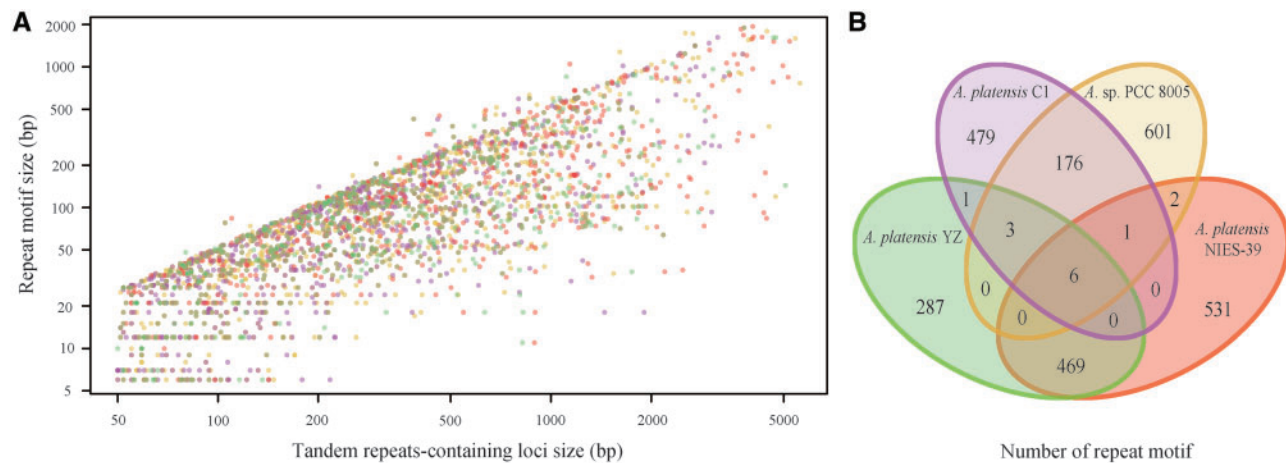 A
Repeat motif size (bp)
2000
1000
500
200
100
50
20
10
5
50 100 200 500 1000 2000 5000
Tandem repeats-containing loci size (bp)
B
A. platensis C1
A. sp. PCC 8005
479
601
176
1
2
A. platensis YZ
3
1
A. platensis
NIES-39
6
287
0
0
531
0
0
469
Number of repeat motif